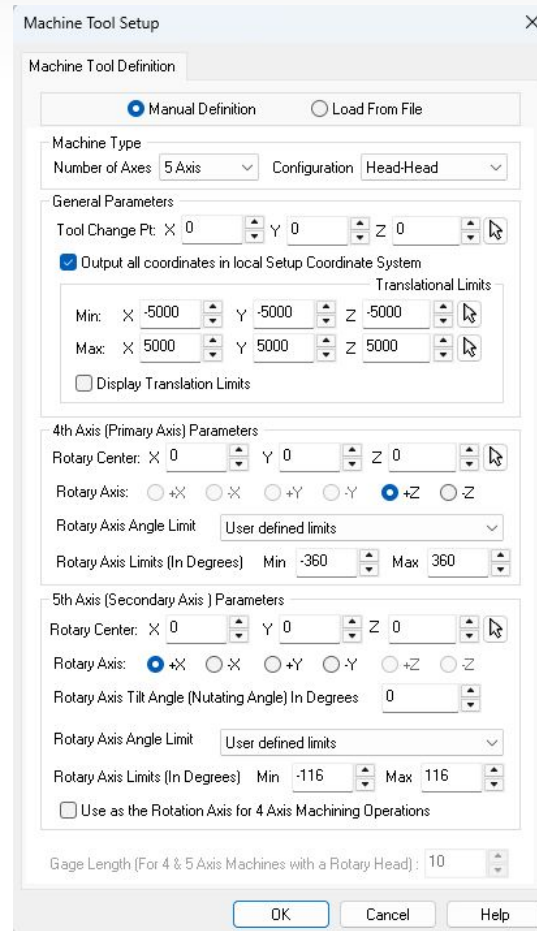 Machine Tool Setup
Machine Tool Definition
Manual Definition Load From File
Machine Type
Number of Axes 5 Axis Configuration Head-Head
General Parameters
Tool Change Pt: X 0 Y 0 Z 0
Output all coordinates in local Setup Coordinate System
Translational Limits
Min: X -5000 Y -5000 Z -5000
Max: X 5000 Y 5000 Z 5000
Display Translation Limits
4th Axis (Primary Axis) Parameters
Rotary Center: X 0 Y 0 Z 0
Rotary Axis: +X -X +Y -Y +Z -Z
Rotary Axis Angle Limit User defined limits
Rotary Axis Limits (In Degrees) Min -360 Max 360
5th Axis (Secondary Axis ) Parameters
Rotary Center: X 0 Y 0 Z 0
Rotary Axis: +X -X +Y -Y +Z -Z
Rotary Axis Tilt Angle (Nutating Angle) In Degrees 0
Rotary Axis Angle Limit User defined limits
Rotary Axis Limits (In Degrees) Min -116 Max 116
Use as the Rotation Axis for 4 Axis Machining Operations
Gage Length (For 4 & 5 Axis Machines with a Rotary Head) : 10
OK Cancel Help